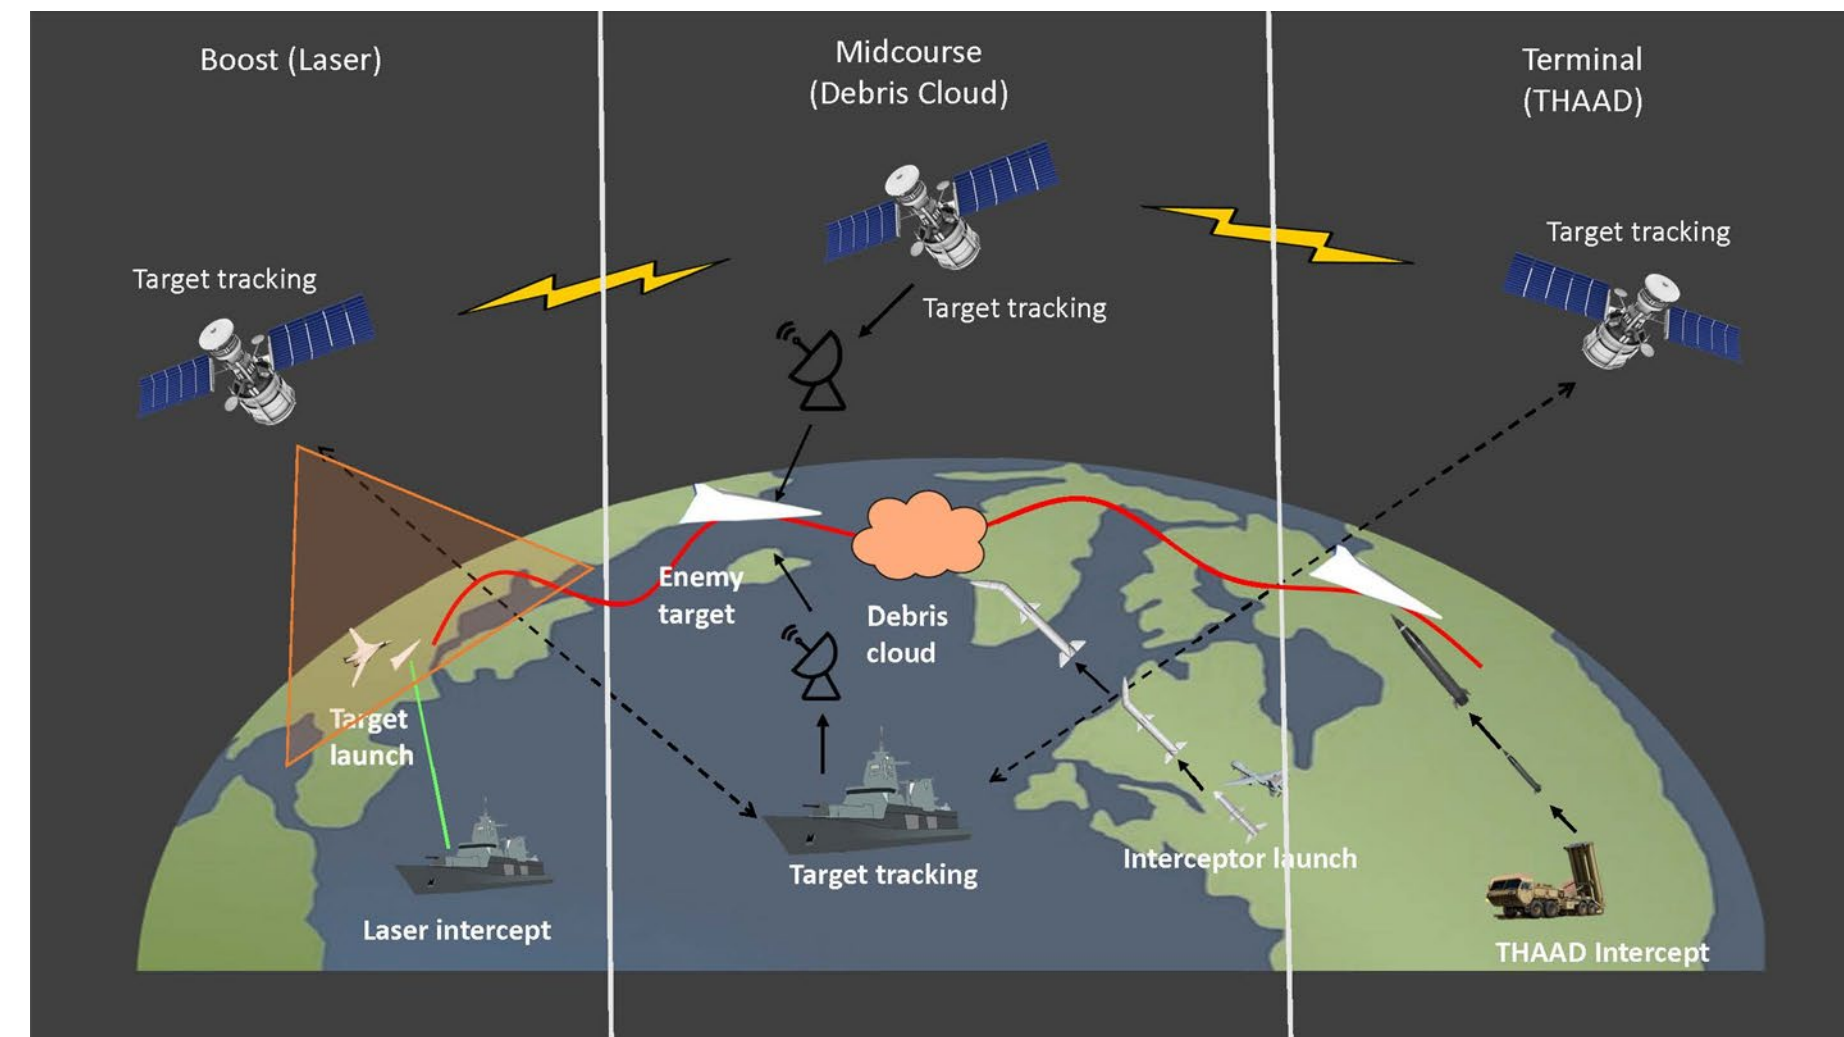 Boost (Laser)
Midcourse
(Debris Cloud)
Terminal
(THAAD)
Target tracking
Target tracking
Target tracking
Enemy
target
Debris
cloud
Target
launch
Target tracking
Interceptor launch
Laser intercept
THAAD Intercept